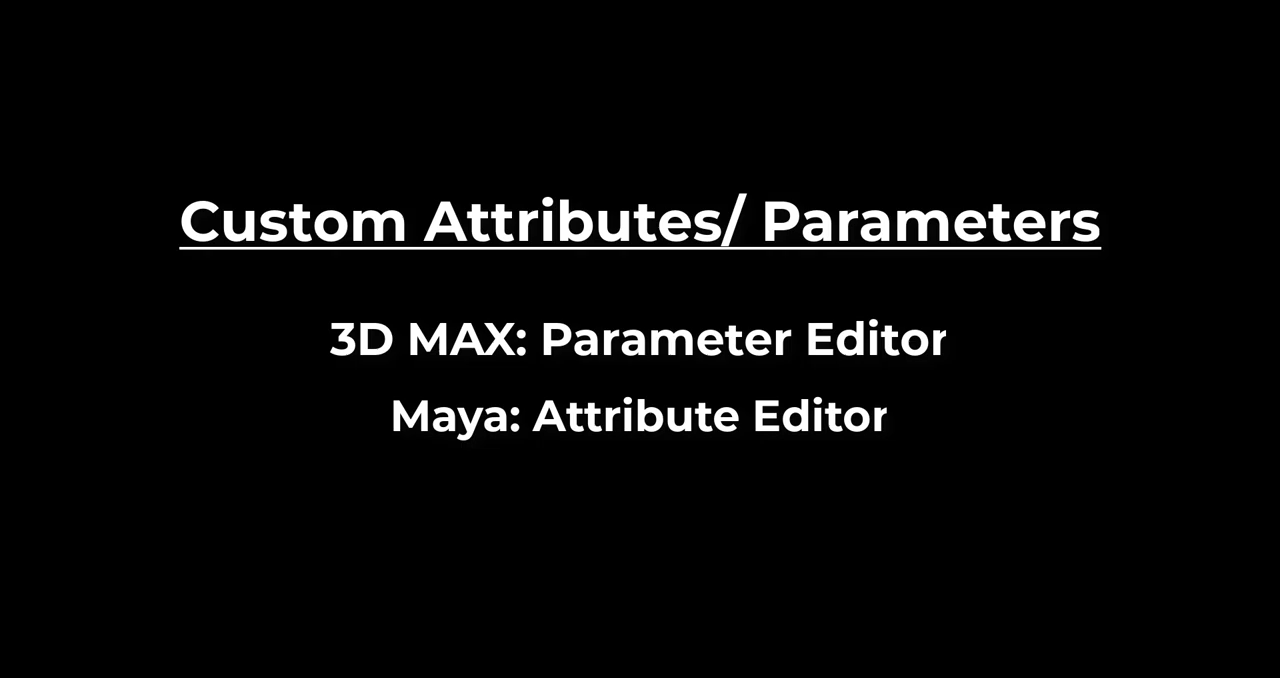 Custom Attributes/ Parameters
3D MAX: Parameter Editor
Maya: Attribute Editor